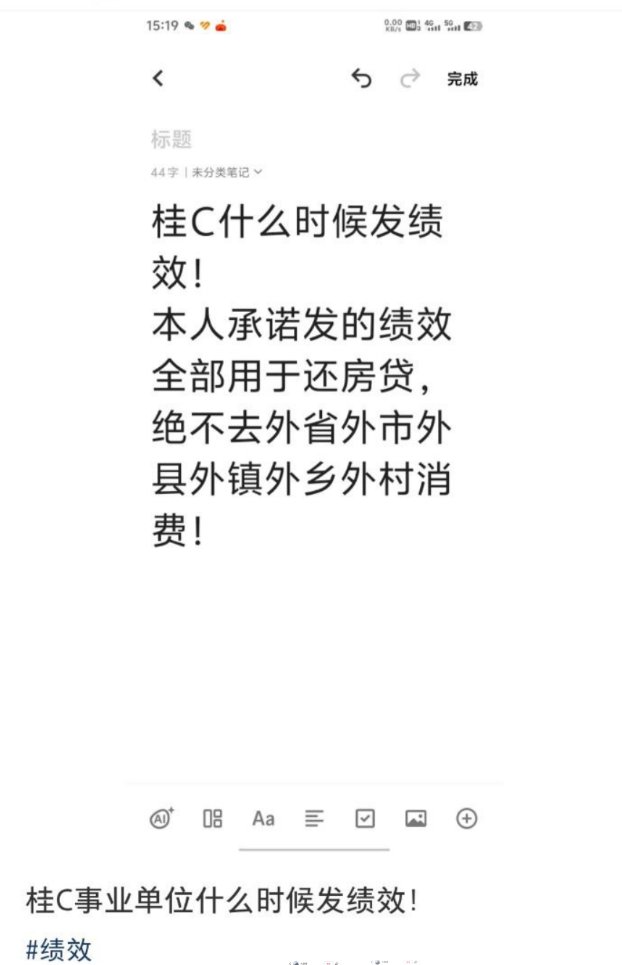 15:19
0.00 KB/s HD 4G 5G 42
完成
标题
44字 | 未分类笔记
桂C什么时候发绩
效！
本人承诺发的绩效
全部用于还房贷，
绝不去外省外市外
县外镇外乡外村消
费！
AI Aa
桂C事业单位什么时候发绩效！
#绩效